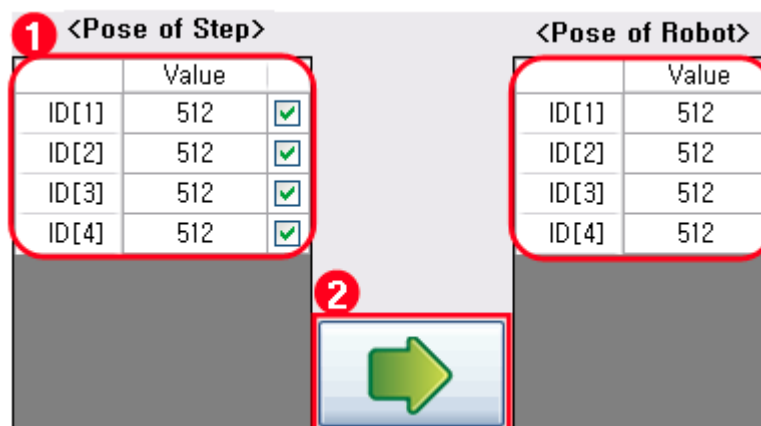 1 <Pose of Step> <Pose of Robot>
Value Value
ID[1] 512 ID[1] 512
ID[2] 512 ID[2] 512
ID[3] 512 ID[3] 512
ID[4] 512 ID[4] 512
2